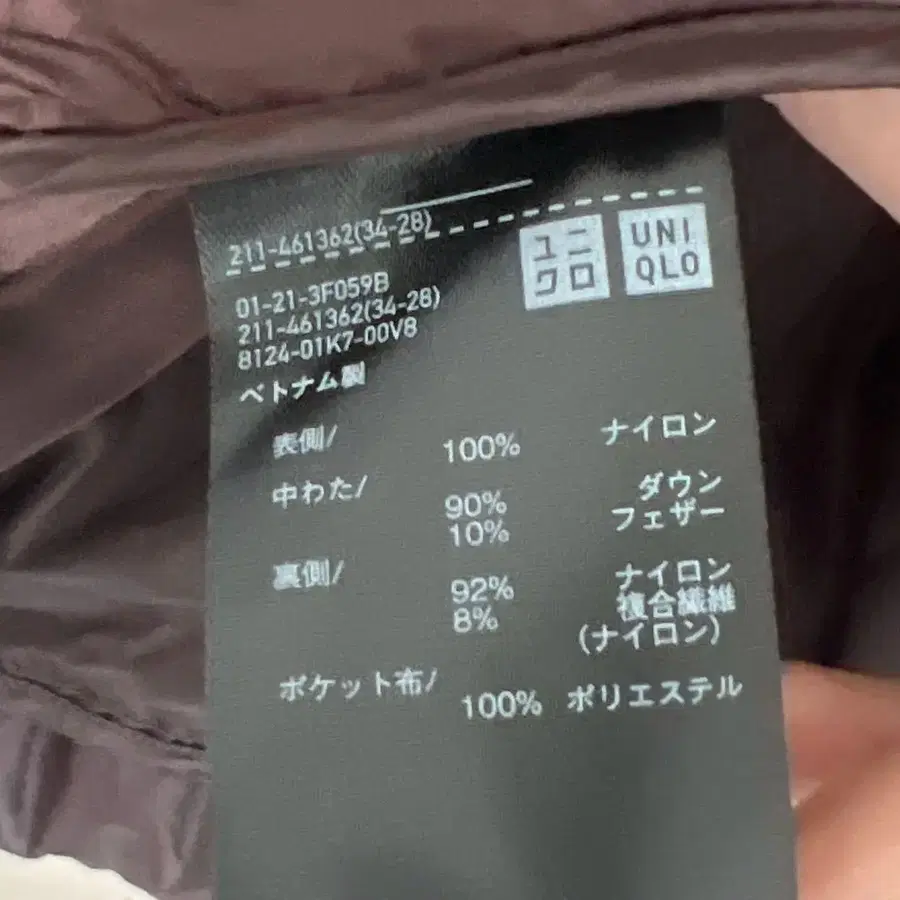 211-461362(34-28)
ユニ
クロ
UNI
QLO
01-21-3F059B
211-461362(34-28)
8124-01K7-00V8
ベトナム製
表側/ 100% ナイロン
中わた/ 90% ダウン
10% フェザー
裏側/ 92% ナイロン
8% 複合繊維
(ナイロン)
ポケット布/ 100% ポリエステル